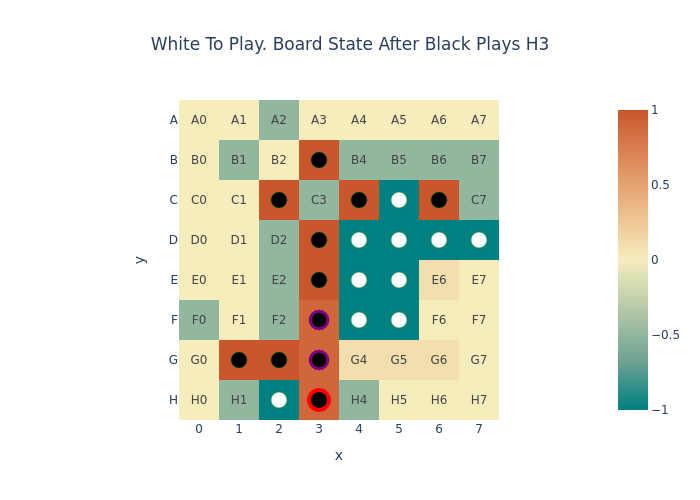 White To Play. Board State After Black Plays H3
A A0 A1 A2 A3 A4 A5 A6 A7 1
B B0 B1 B2 B4 B5 B6 B7
C C0 C1 C3 C7 0.5
D D0 D1 D2
y 0
E E0 E1 E2 E6 E7
F F0 F1 F2 F6 F7 −0.5
G G0 G4 G5 G6 G7
H H0 H1 H4 H5 H6 H7 −1
0 1 2 3 4 5 6 7
x